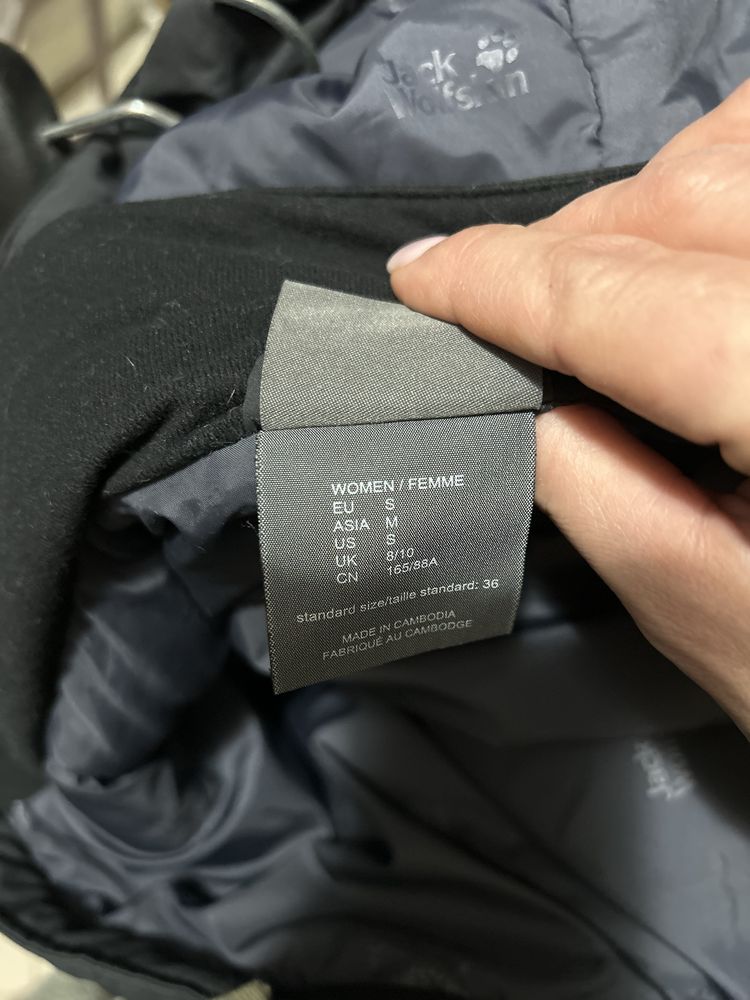 Jack
Wolfskin
WOMEN / FEMME
EU S
ASIA M
US S
UK 8/10
CN 165/88A
standard size/taille standard: 36
MADE IN CAMBODIA
FABRIQUÉ AU CAMBODGE
Jack